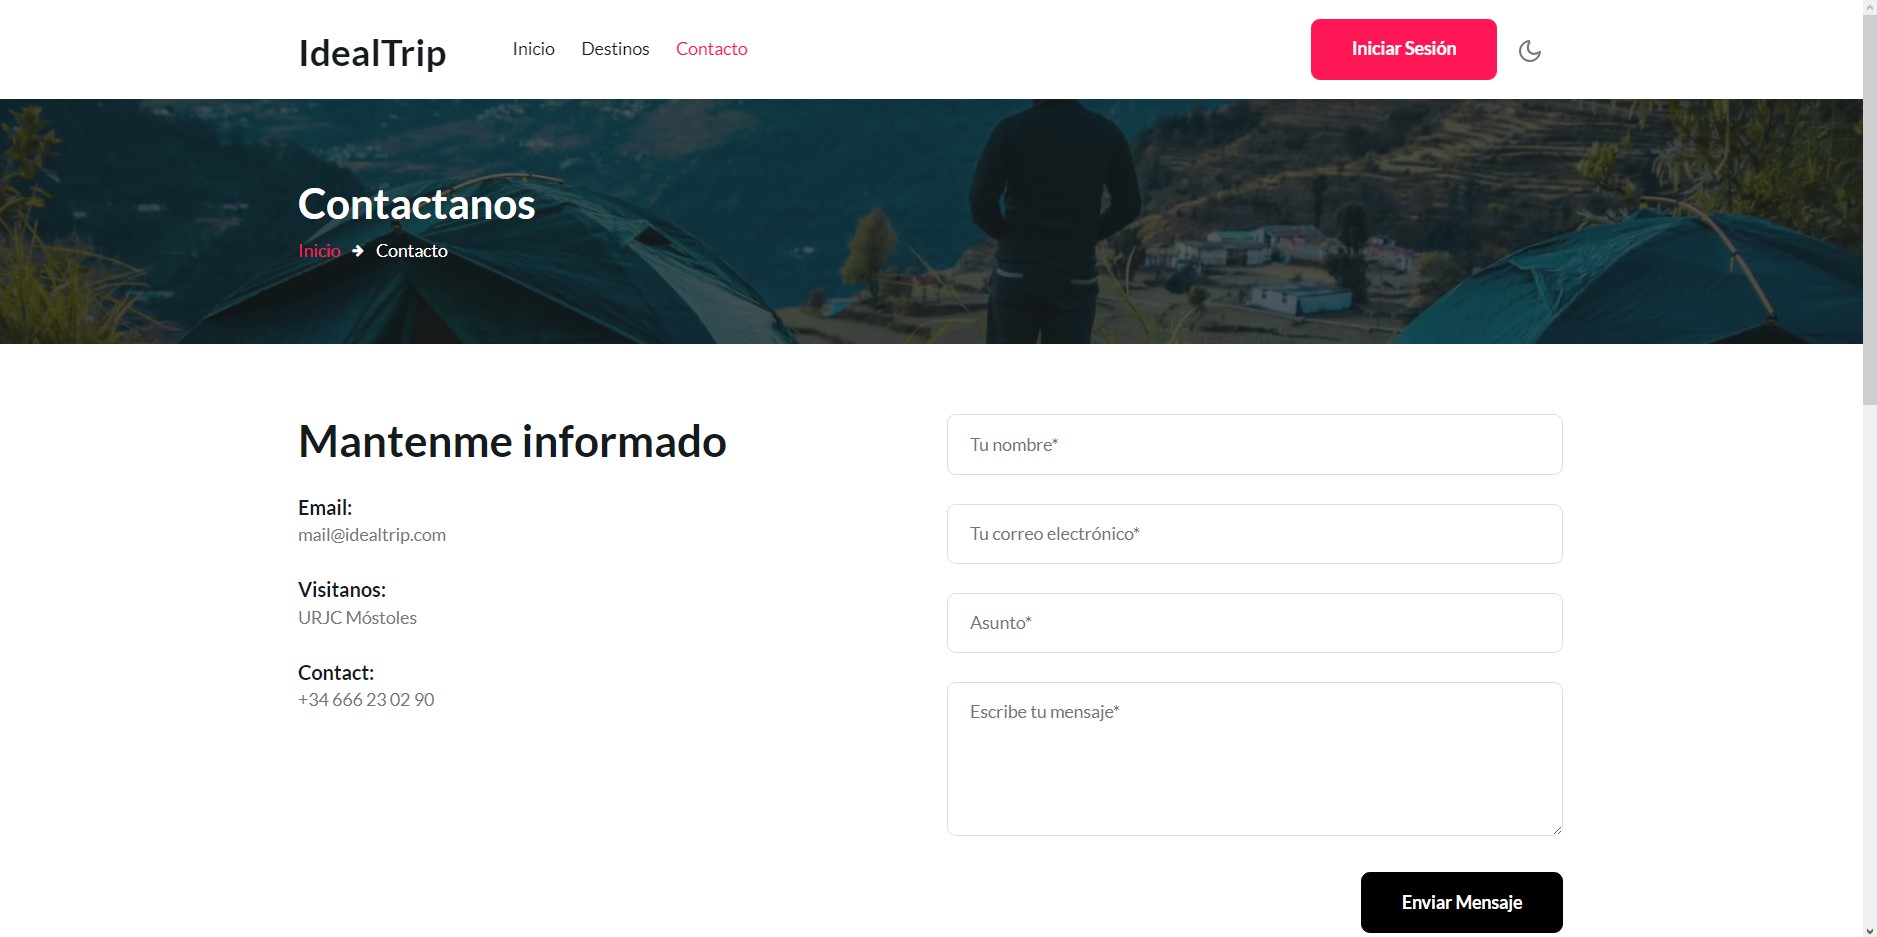 IdealTrip
Inicio Destinos Contacto
Iniciar Sesión
Contactanos
Inicio Contacto
Mantenme informado
Email:
mail@idealtrip.com
Visitanos:
URJC Móstoles
Contact:
+34 666 23 02 90
Tu nombre*
Tu correo electrónico*
Asunto*
Escribe tu mensaje*
Enviar Mensaje